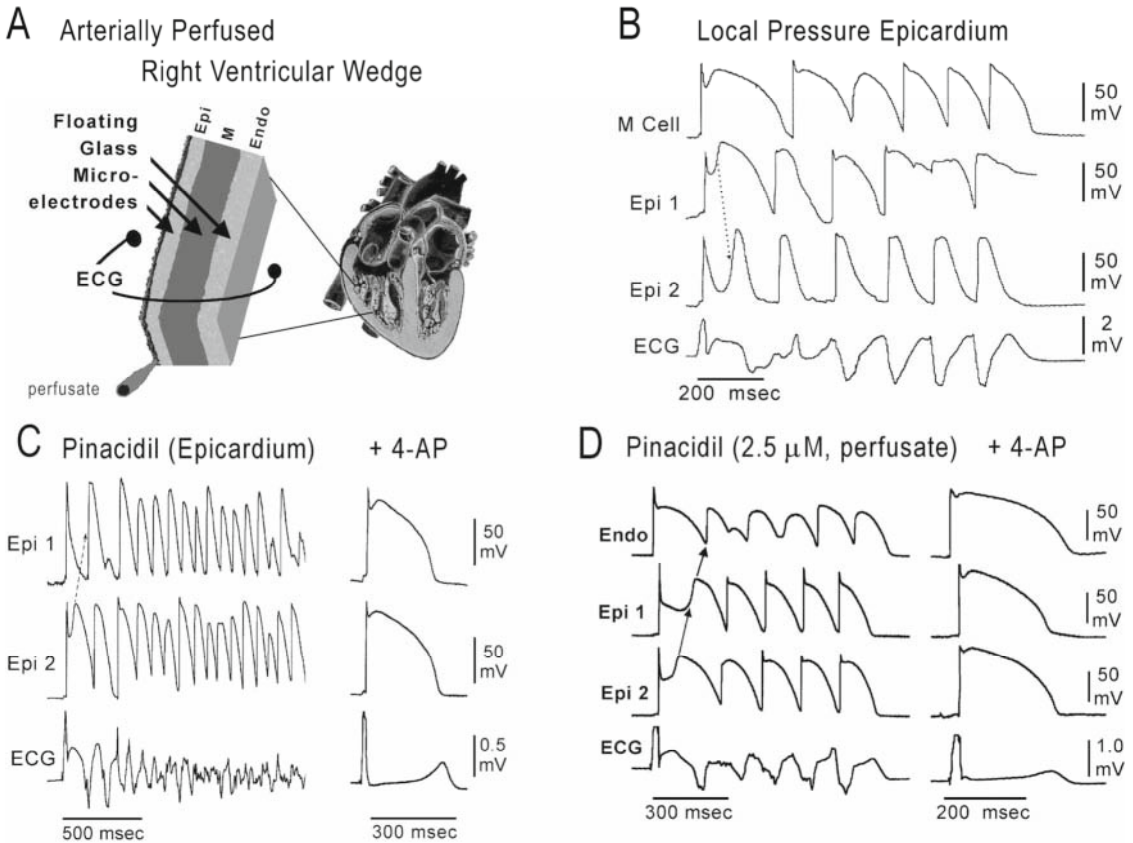 A Arterially Perfused
Right Ventricular Wedge
Epi
M
Endo
Floating
Glass
Micro-
electrodes
ECG
perfusate
B Local Pressure Epicardium
M Cell
50
mV
Epi 1
50
mV
Epi 2
50
mV
ECG
2
mV
200 msec
C Pinacidil (Epicardium) + 4-AP
Epi 1
50
mV
Epi 2
50
mV
ECG
0.5
mV
500 msec
300 msec
D Pinacidil (2.5 μM, perfusate) + 4-AP
Endo
50
mV
Epi 1
50
mV
Epi 2
50
mV
ECG
1.0
mV
300 msec
200 msec